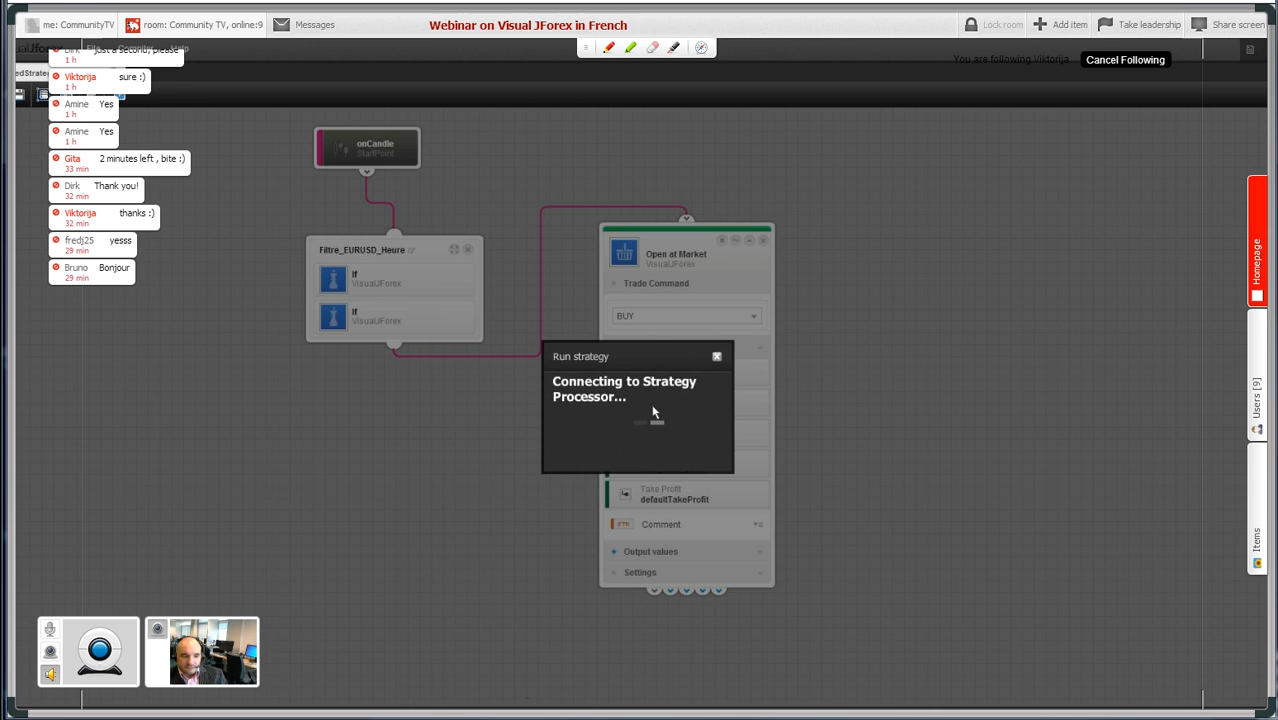 me: CommunityTV
room: Community TV, online:9
Messages
Webinar on Visual JForex in French
Lock room
Add item
Take leadership
Share screen
File Compiler Help
You are following Viktorija
Cancel Following
Dirk just a second, please
1 h
Viktorija sure :)
1 h
Amine Yes
1 h
Amine Yes
1 h
Gita 2 minutes left , bite :)
33 min
Dirk Thank you!
32 min
Viktorija thanks :)
32 min
fredj25 yesss
29 min
Bruno Bonjour
29 min
onCandle
StartPoint
Filtre_EURUSD_Heure
If
VisualJForex
If
VisualJForex
Open at Market
VisualJForex
Trade Command
BUY
Run strategy
Connecting to Strategy
Processor...
Take Profit
defaultTakeProfit
STR Comment
Output values
Settings
Homepage
Users [9]
Items